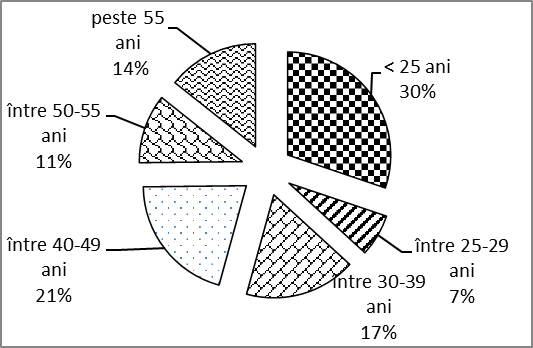 peste 55
ani
14%
< 25 ani
30%
între 50-55
ani
11%
între 25-29
ani
7%
între 40-49
ani
21%
între 30-39
ani
17%